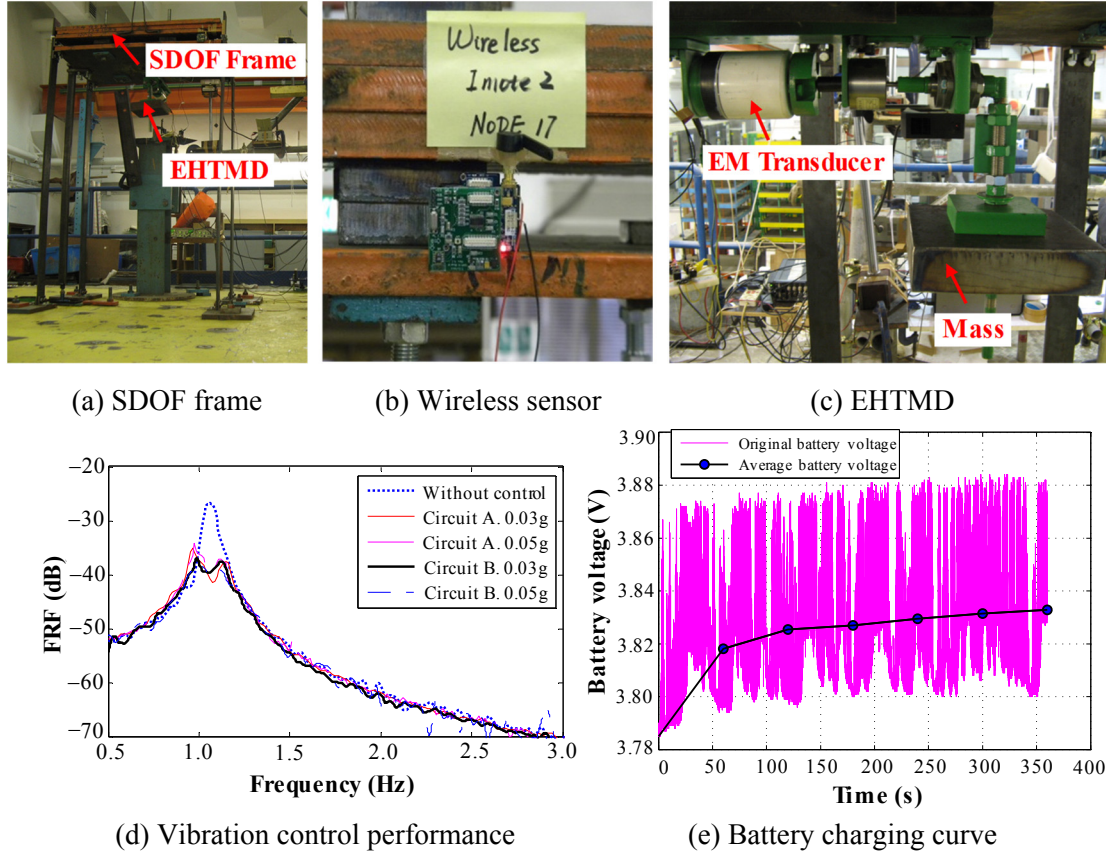 SDOF Frame
EHTMD
Wireless
Imote 2
NODE 17
EM Transducer
Mass
(a) SDOF frame
(b) Wireless sensor
(c) EHTMD
−20
−30
−40
−50
−60
−70
FRF (dB)
0.5
1.0
1.5
2.0
2.5
3.0
Frequency (Hz)
Without control
Circuit A. 0.03g
Circuit A. 0.05g
Circuit B. 0.03g
Circuit B. 0.05g
3.90
3.88
3.86
3.84
3.82
3.80
3.78
Battery voltage (V)
0
50
100
150
200
250
300
350
400
Time (s)
Original battery voltage
Average battery voltage
(d) Vibration control performance
(e) Battery charging curve